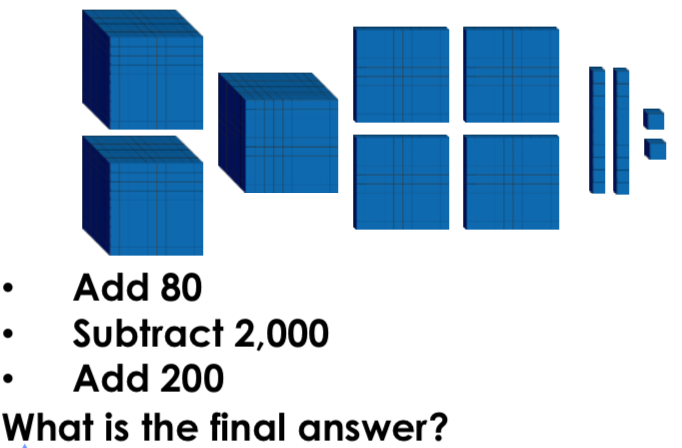 • Add 80
• Subtract 2,000
• Add 200
What is the final answer?